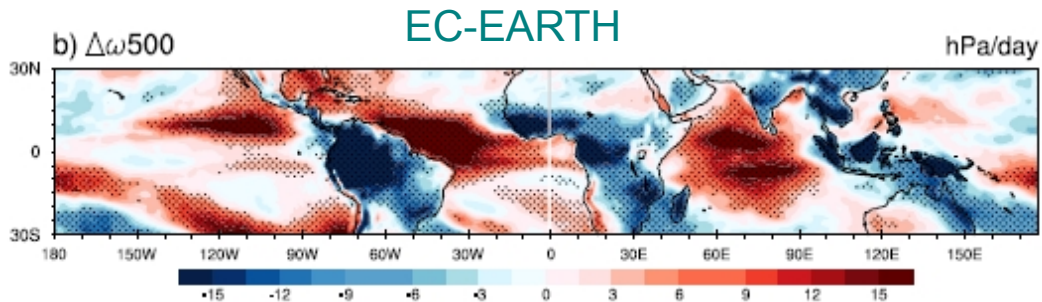 EC-EARTH
b) Δω500 hPa/day
30N
0
30S
180 150W 120W 90W 60W 30W 0 30E 60E 90E 120E 150E
-15 -12 -9 -6 -3 0 3 6 9 12 15